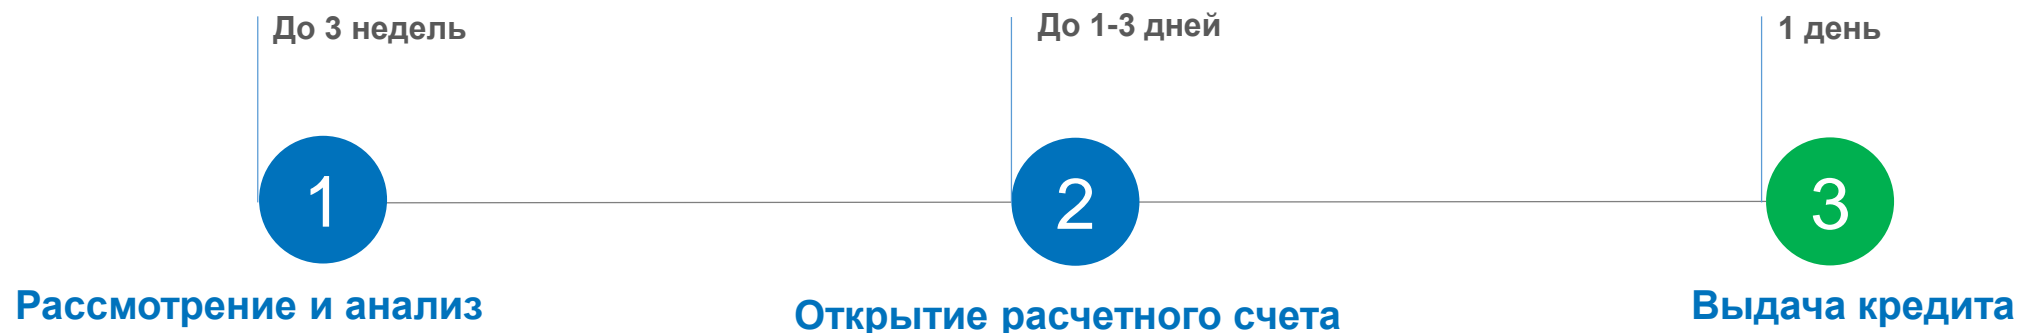 До 3 недель
До 1-3 дней
1 день
1
2
3
Рассмотрение и анализ
Открытие расчетного счета
Выдача кредита